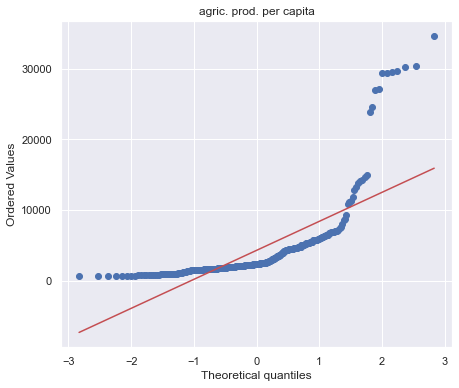 agric. prod. per capita
30000
20000
10000
0
Ordered Values
−3 −2 −1 0 1 2 3
Theoretical quantiles